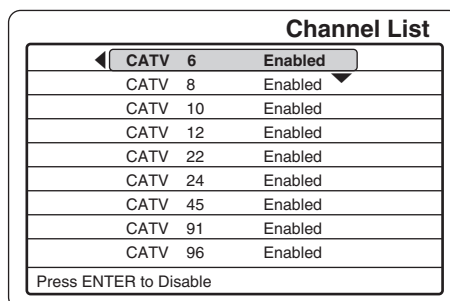 Channel List
CATV 6 Enabled
CATV 8 Enabled
CATV 10 Enabled
CATV 12 Enabled
CATV 22 Enabled
CATV 24 Enabled
CATV 45 Enabled
CATV 91 Enabled
CATV 96 Enabled
Press ENTER to Disable